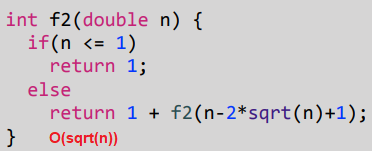 int f2(double n) {
  if(n <= 1)
    return 1;
  else
    return 1 + f2(n-2*sqrt(n)+1);
}   O(sqrt(n))